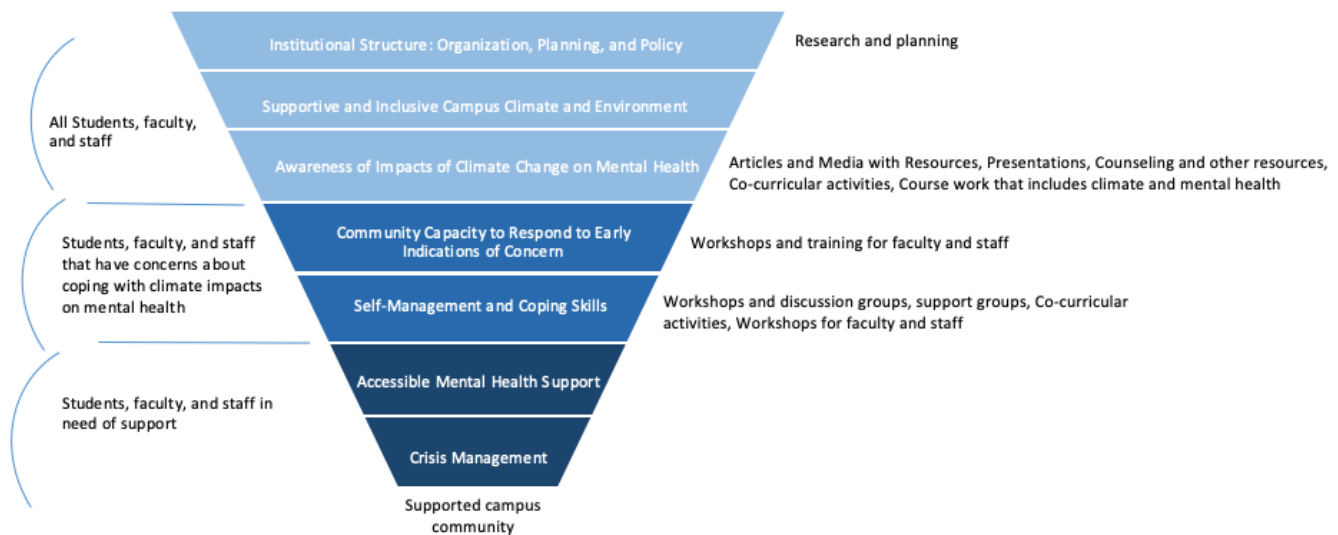 Institutional Structure: Organization, Planning, and Policy
Research and planning
Supportive and Inclusive Campus Climate and Environment
All Students, faculty,
and staff
Awareness of Impacts of Climate Change on Mental Health
Articles and Media with Resources, Presentations, Counseling and other resources,
Co-curricular activities, Course work that includes climate and mental health
Students, faculty, and staff
that have concerns about
coping with climate impacts
on mental health
Community Capacity to Respond to Early
Indications of Concern
Workshops and training for faculty and staff
Self-Management and Coping Skills
Workshops and discussion groups, support groups, Co-curricular
activities, Workshops for faculty and staff
Accessible Mental Health Support
Students, faculty, and staff in
need of support
Crisis Management
Supported campus
community